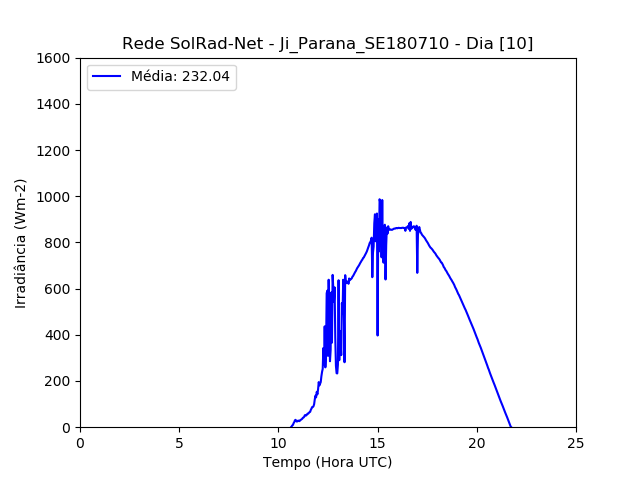 Rede SolRad-Net - Ji_Parana_SE180710 - Dia [10]
Média: 232.04
Irradiância (Wm-2)
1600
1400
1200
1000
800
600
400
200
0
0 5 10 15 20 25
Tempo (Hora UTC)